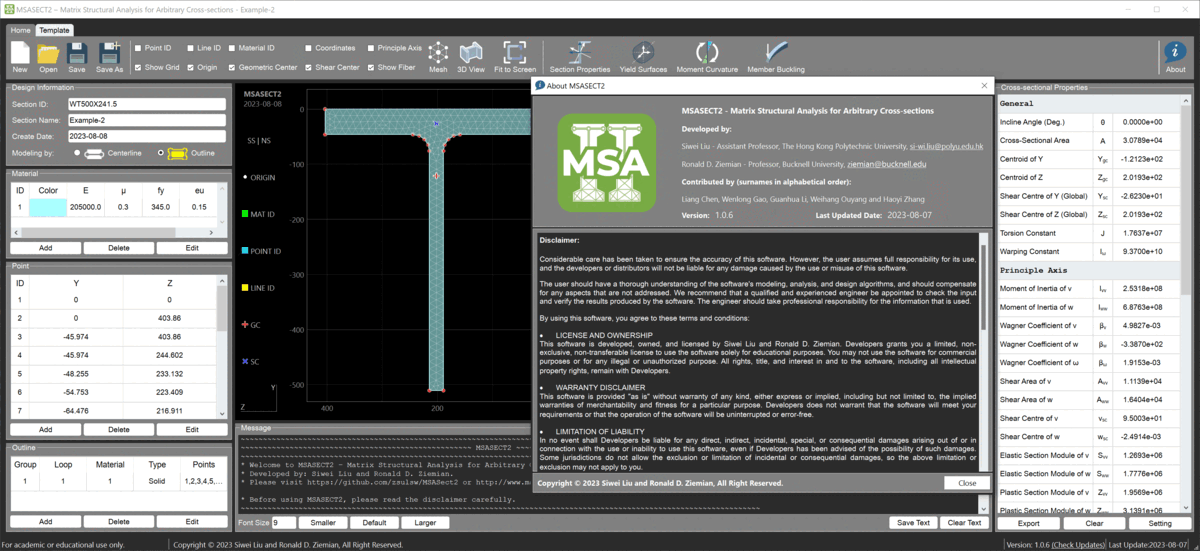 MSASECT2 – Matrix Structural Analysis for Arbitrary Cross-sections - Example-2
Home Template
Point ID Line ID Material ID Coordinates Principle Axis
Show Grid Origin Geometric Center Shear Center Show Fiber
New Open Save Save As Mesh 3D View Fit to Screen Section Properties Yield Surfaces Moment Curvature Member Buckling About
Design Information
Section ID: WT500X241.5
Section Name: Example-2
Create Date: 2023-08-08
Modeling by: Centerline Outline
Material
ID Color E μ fy eu
1 205000.0 0.3 345.0 0.15
Add Delete Edit
Point
ID Y Z
1 0 0
2 0 403.86
3 -45.974 403.86
4 -45.974 244.602
5 -48.255 233.132
6 -54.753 223.409
7 -64.476 216.911
Add Delete Edit
Outline
Group Loop Material Type Points
1 1 1 Solid 1,2,3,4,5,...
Add Delete Edit
MSASECT2
2023-08-08
SS | NS
ORIGIN
MAT ID
POINT ID
LINE ID
GC
SC
Y
Z
0
-100
-200
-300
-400
-500
400 200
Message
MSASECT2
* Welcome to MSASECT2 - Matrix Structural Analysis for Arbitrary
* Developed by: Siwei Liu and Ronald D. Ziemian.
* Please visit https://github.com/zsulsw/MSASect2 or http://www.m
* Before using MSASECT2, please read the disclaimer carefully.
Font Size 9 Smaller Default Larger Save Text Clear Text
About MSASECT2
MSA
MSASECT2 - Matrix Structural Analysis for Arbitrary Cross-sections
Developed by:
Siwei Liu - Assistant Professor, The Hong Kong Polytechnic University, si-wi.liu@polyu.edu.hk
Ronald D. Ziemian - Professor, Bucknell University, ziemian@bucknell.edu
Contributed by (surnames in alphabetical order):
Liang Chen, Wenlong Gao, Guanhua Li, Weihang Ouyang and Haoyi Zhang
Version: 1.0.6 Last Updated Date: 2023-08-07
Disclaimer:
Considerable care has been taken to ensure the accuracy of this software. However, the user assumes full responsibility for its use,
and the developers or distributors will not be liable for any damage caused by the use or misuse of this software.
The user should have a thorough understanding of the software's modeling, analysis, and design algorithms, and should compensate
for any aspects that are not addressed. We recommend that a qualified and experienced engineer be appointed to check the input
and verify the results produced by the software. The engineer should take professional responsibility for the information that is used.
By using this software, you agree to these terms and conditions:
• LICENSE AND OWNERSHIP
This software is developed, owned, and licensed by Siwei Liu and Ronald D. Ziemian. Developers grants you a limited, non-
exclusive, non-transferable license to use the software solely for educational purposes. You may not use the software for commercial
purposes or for any illegal or unauthorized purpose. All rights, title, and interest in and to the software, including all intellectual
property rights, remain with Developers.
• WARRANTY DISCLAIMER
This software is provided "as is" without warranty of any kind, either express or implied, including but not limited to, the implied
warranties of merchantability and fitness for a particular purpose. Developers does not warrant that the software will meet your
requirements or that the operation of the software will be uninterrupted or error-free.
• LIMITATION OF LIABILITY
In no event shall Developers be liable for any direct, indirect, incidental, special, or consequential damages arising out of or in
connection with the use or inability to use this software, even if Developers has been advised of the possibility of such damages.
Some jurisdictions do not allow the exclusion or limitation of incidental or consequential damages, so the above limitation or
exclusion may not apply to you.
Copyright © 2023 Siwei Liu and Ronald D. Ziemian, All Right Reserved. Close
Cross-sectional Properties
General
Incline Angle (Deg.) θ 0.0000e+00
Cross-Sectional Area A 3.0789e+04
Centroid of Y Ygc -1.2123e+02
Centroid of Z Zgc 2.0193e+02
Shear Centre of Y (Global) Ysc -2.6230e+01
Shear Centre of Z (Global) Zsc 2.0193e+02
Torsion Constant J 1.7637e+07
Warping Constant Iω 9.3700e+10
Principle Axis
Moment of Inertia of v Ivv 2.5318e+08
Moment of Inertia of w Iww 6.8763e+08
Wagner Coefficient of v βv 4.9827e-03
Wagner Coefficient of w βw -3.3870e+02
Wagner Coefficient of ω βω 1.9153e-03
Shear Area of v Avv 1.1139e+04
Shear Area of w Aww 1.6404e+04
Shear Centre of v vsc 9.5003e+01
Shear Centre of w wsc -2.4914e-03
Elastic Section Modulus of v Svv 1.2693e+06
Elastic Section Modulus of w Sww 1.7776e+06
Plastic Section Modulus of v Zvv 1.9569e+06
Plastic Section Modulus of w Zww 3.1391e+06
Export Clear Setting
For academic or educational use only. Copyright © 2023 Siwei Liu and Ronald D. Ziemian, All Right Reserved. Version: 1.0.6 (Check Updates) Last Update:2023-08-07